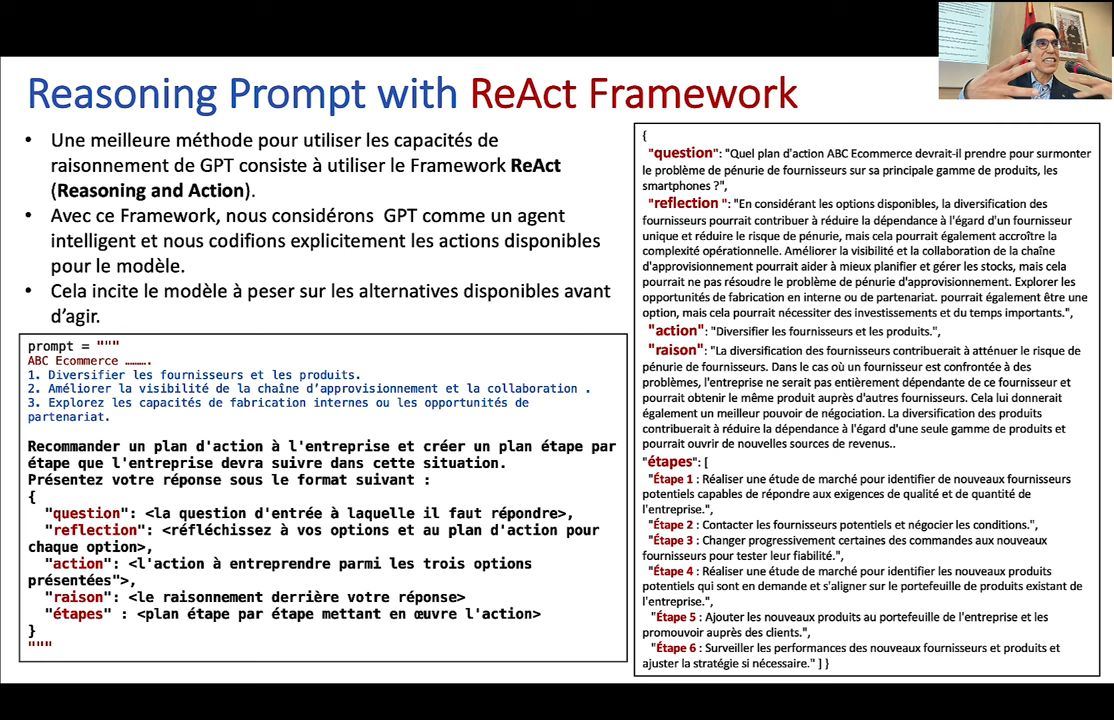 Reasoning Prompt with ReAct Framework
• Une meilleure méthode pour utiliser les capacités de
raisonnement de GPT consiste à utiliser le Framework ReAct
(Reasoning and Action).
• Avec ce Framework, nous considérons GPT comme un agent
intelligent et nous codifions explicitement les actions disponibles
pour le modèle.
• Cela incite le modèle à peser sur les alternatives disponibles avant
d'agir.
prompt = """
ABC Ecommerce ……….
1. Diversifier les fournisseurs et les produits.
2. Améliorer la visibilité de la chaîne d’approvisionnement et la collaboration .
3. Explorez les capacités de fabrication internes ou les opportunités de
partenariat.
Recommander un plan d'action à l'entreprise et créer un plan étape par
étape que l'entreprise devra suivre dans cette situation.
Présentez votre réponse sous le format suivant :
{
"question": <la question d'entrée à laquelle il faut répondre>,
"reflection": <réfléchissez à vos options et au plan d'action pour
chaque option>,
"action": <l'action à entreprendre parmi les trois options
présentées">,
"raison": <le raisonnement derrière votre réponse>
"étapes" : <plan étape par étape mettant en œuvre l'action>
}
"""
{
"question": "Quel plan d'action ABC Ecommerce devrait-il prendre pour surmonter
le problème de pénurie de fournisseurs sur sa principale gamme de produits, les
smartphones ?",
"reflection ": "En considérant les options disponibles, la diversification des
fournisseurs pourrait contribuer à réduire la dépendance à l'égard d'un fournisseur
unique et réduire le risque de pénurie, mais cela pourrait également accroître la
complexité opérationnelle. Améliorer la visibilité et la collaboration de la chaîne
d'approvisionnement pourrait aider à mieux planifier et gérer les stocks, mais cela
pourrait ne pas résoudre le problème de pénurie d'approvisionnement. Explorer les
opportunités de fabrication en interne ou de partenariat. pourrait également être une
option, mais cela pourrait nécessiter des investissements et du temps importants.",
"action": "Diversifier les fournisseurs et les produits.",
"raison": "La diversification des fournisseurs contribuerait à atténuer le risque de
pénurie de fournisseurs. Dans le cas où un fournisseur est confrontée à des
problèmes, l'entreprise ne serait pas entièrement dépendante de ce fournisseur et
pourrait obtenir le même produit auprès d'autres fournisseurs. Cela lui donnerait
également un meilleur pouvoir de négociation. La diversification des produits
contribuerait à réduire la dépendance à l'égard d'une seule gamme de produits et
pourrait ouvrir de nouvelles sources de revenus..
"étapes": [
"Étape 1 : Réaliser une étude de marché pour identifier de nouveaux fournisseurs
potentiels capables de répondre aux exigences de qualité et de quantité de
l'entreprise.",
"Étape 2 : Contacter les fournisseurs potentiels et négocier les conditions.",
"Étape 3 : Changer progressivement certaines des commandes aux nouveaux
fournisseurs pour tester leur fiabilité.",
"Étape 4 : Réaliser une étude de marché pour identifier les nouveaux produits
potentiels qui sont en demande et s'aligner sur le portefeuille de produits existant de
l'entreprise.",
"Étape 5 : Ajouter les nouveaux produits au portefeuille de l'entreprise et les
promouvoir auprès des clients.",
"Étape 6 : Surveiller les performances des nouveaux fournisseurs et produits et
ajuster la stratégie si nécessaire." ] }